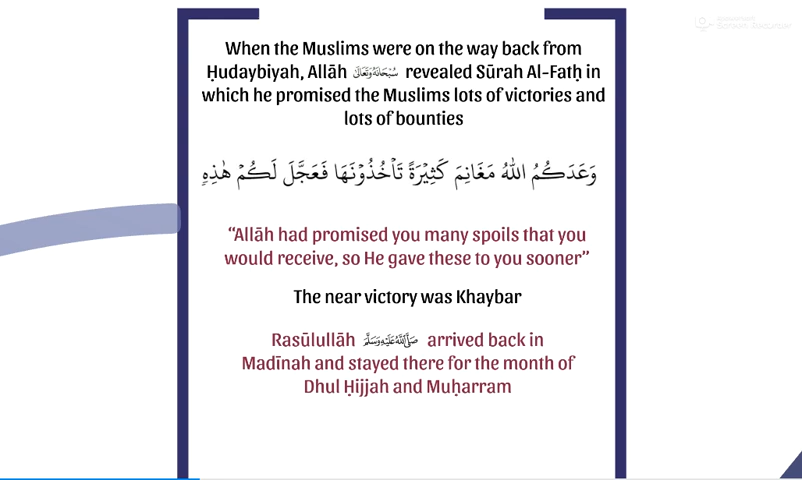 When the Muslims were on the way back from
Ḥudaybiyah, Allāh سُبْحَانَهُ وَتَعَالَىٰ revealed Sūrah Al-Fatḥ in
which he promised the Muslims lots of victories and
lots of bounties
وَعَدَكُمُ اللّٰهُ مَغَانِمَ كَثِيْرَةً تَأْخُذُوْنَهَا فَعَجَّلَ لَكُمْ هٰذِهٖ
“Allāh had promised you many spoils that you
would receive, so He gave these to you sooner”
The near victory was Khaybar
Rasūlullāh صَلَّى اللَّهُ عَلَيْهِ وَسَلَّمَ arrived back in
Madīnah and stayed there for the month of
Dhul Ḥijjah and Muḥarram
Screen Recorder